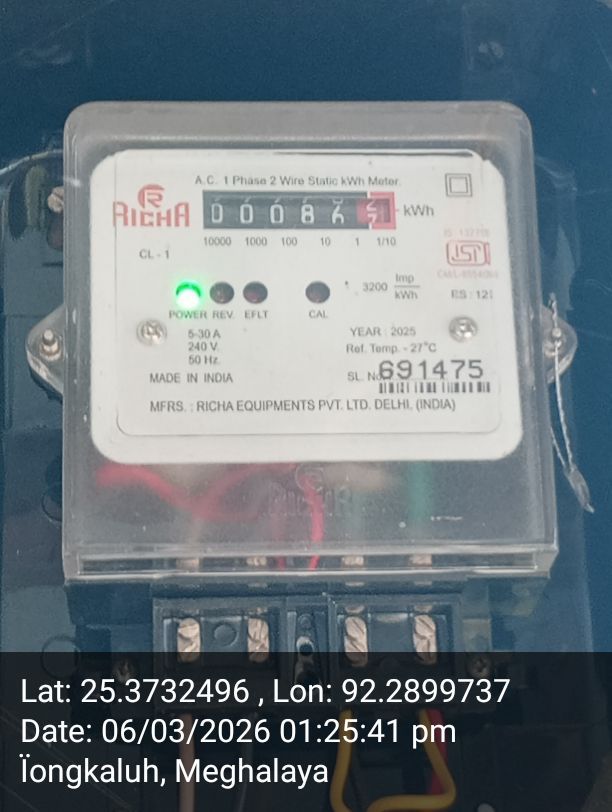 A.C. 1 Phase 2 Wire Static kWh Meter.
RICHA
0 0 0 8 kWh
10000 1000 100 10 1 1/10
CL - 1
ISI
3200 Imp/kWh
POWER REV. EFLT CAL
5-30 A
240 V.
50 Hz.
YEAR : 2025
Ref. Temp. - 27°C
MADE IN INDIA
SL. No. 691475
MFRS. : RICHA EQUIPMENTS PVT. LTD. DELHI, (INDIA)
RICHA
Lat: 25.3732496 , Lon: 92.2899737
Date: 06/03/2026 01:25:41 pm
Ïongkaluh, Meghalaya